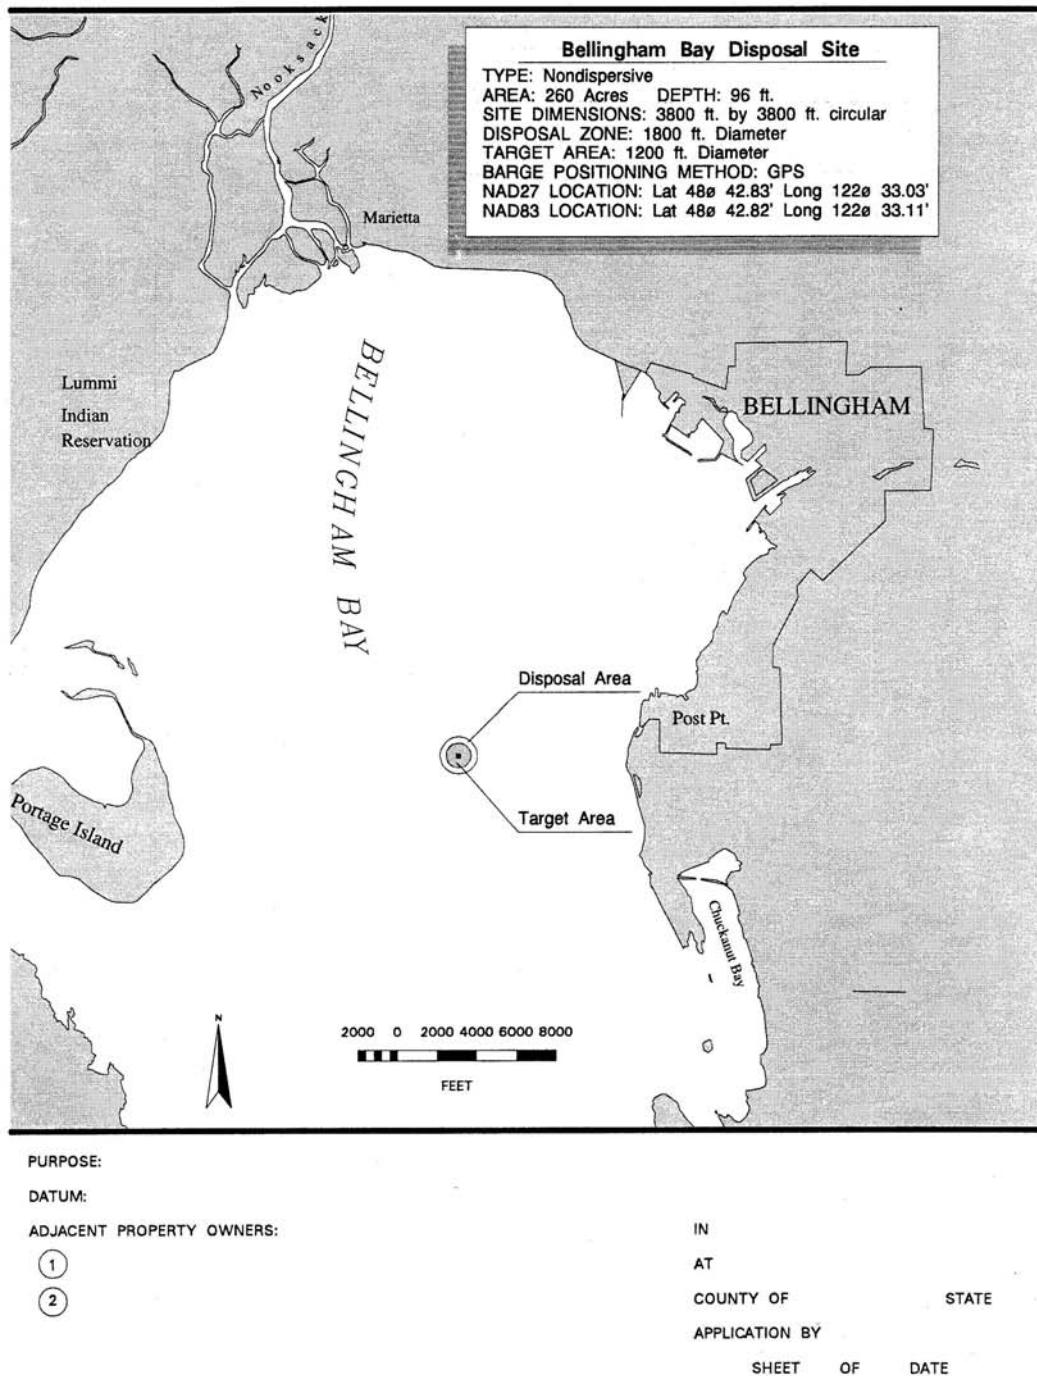 Nooksack
Bellingham Bay Disposal Site
TYPE: Nondispersive
AREA: 260 Acres DEPTH: 96 ft.
SITE DIMENSIONS: 3800 ft. by 3800 ft. circular
DISPOSAL ZONE: 1800 ft. Diameter
TARGET AREA: 1200 ft. Diameter
BARGE POSITIONING METHOD: GPS
NAD27 LOCATION: Lat 48ø 42.83' Long 122ø 33.03'
NAD83 LOCATION: Lat 48ø 42.82' Long 122ø 33.11'
Marietta
Lummi
Indian
Reservation
BELLINGHAM
BELLINGHAM BAY
Disposal Area
Post Pt.
Target Area
Portage Island
Chuckanut Bay
N
2000 0 2000 4000 6000 8000
FEET
PURPOSE:
DATUM:
ADJACENT PROPERTY OWNERS:
1
2
IN
AT
COUNTY OF STATE
APPLICATION BY
SHEET OF DATE